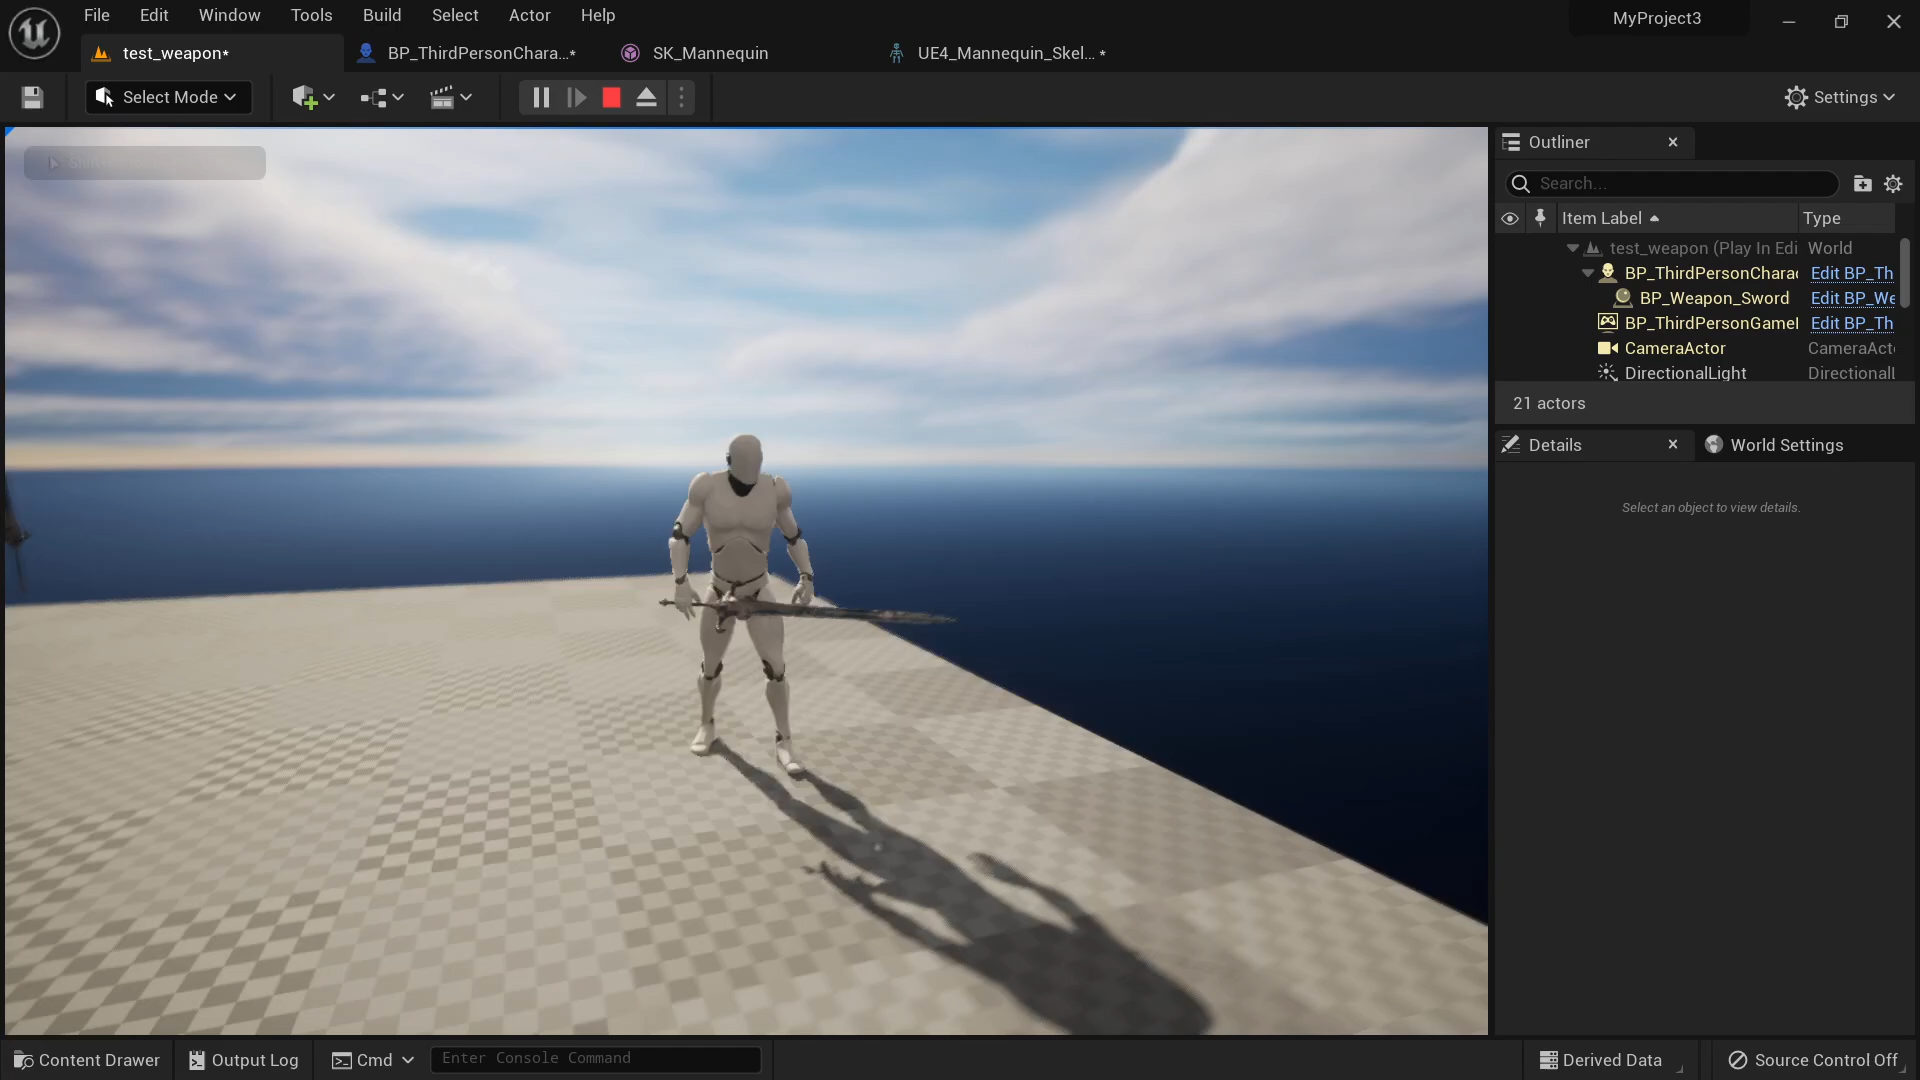 File Edit Window Tools Build Select Actor Help
MyProject3
test_weapon*
BP_ThirdPersonChara...*
SK_Mannequin
UE4_Mannequin_Skel... *
Select Mode
Settings
Outliner
Search...
Item Label
Type
test_weapon (Play In Edi
World
BP_ThirdPersonCharac
Edit BP_Th
BP_Weapon_Sword
Edit BP_We
BP_ThirdPersonGame
Edit BP_Th
CameraActor
CameraAct
DirectionalLight
Directionall
21 actors
Details
World Settings
Select an object to view details.
Content Drawer
Output Log
Cmd
Enter Console Command
Derived Data
Source Control Off